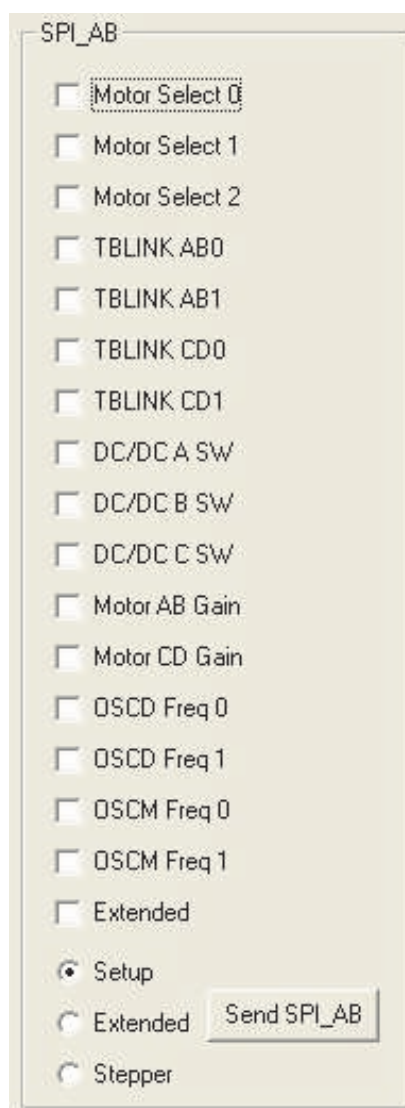 SPI_AB
Motor Select 0
Motor Select 1
Motor Select 2
TBLINK AB0
TBLINK AB1
TBLINK CD0
TBLINK CD1
DC/DC A SW
DC/DC B SW
DC/DC C SW
Motor AB Gain
Motor CD Gain
OSCD Freq 0
OSCD Freq 1
OSCM Freq 0
OSCM Freq 1
Extended
Setup
Extended
Send SPI_AB
Stepper